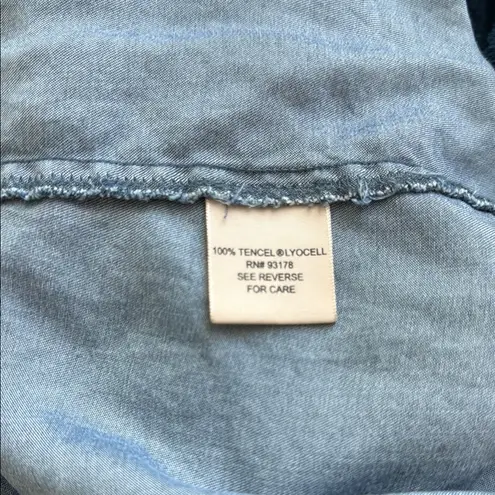 100% TENCEL®LYOCELL
RN# 93178
SEE REVERSE
FOR CARE